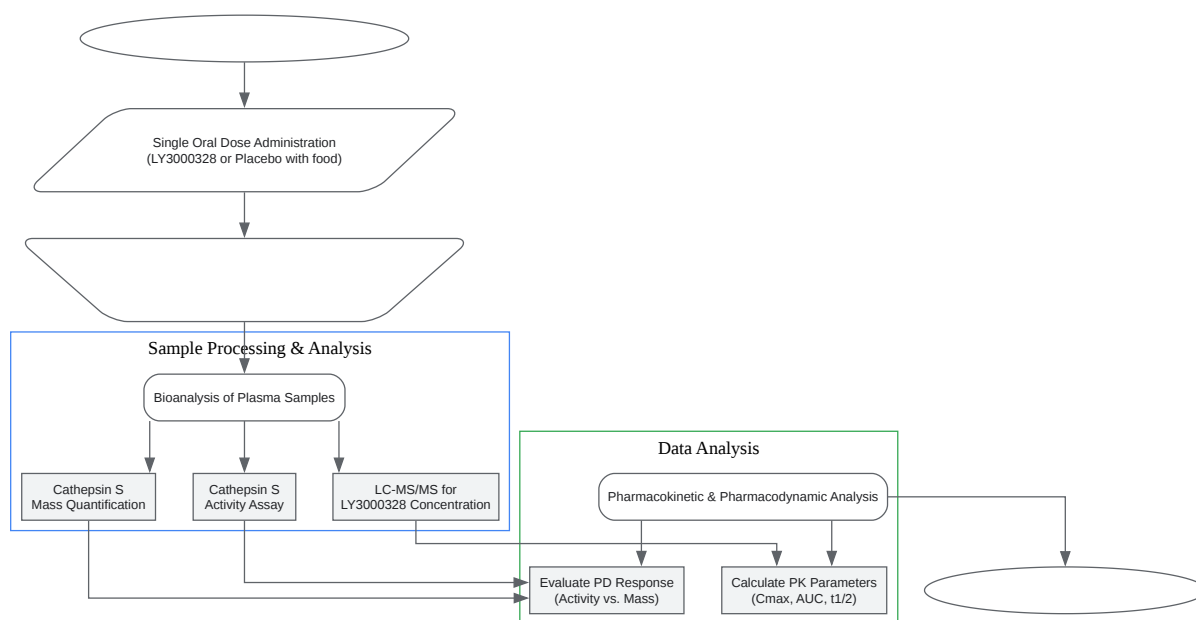 Single Oral Dose Administration
(LY3000328 or Placebo with food)
Sample Processing & Analysis
Bioanalysis of Plasma Samples
Cathepsin S
Mass Quantification
Cathepsin S
Activity Assay
LC-MS/MS for
LY3000328 Concentration
Data Analysis
Pharmacokinetic & Pharmacodynamic Analysis
Evaluate PD Response
(Activity vs. Mass)
Calculate PK Parameters
(Cmax, AUC, t1/2)